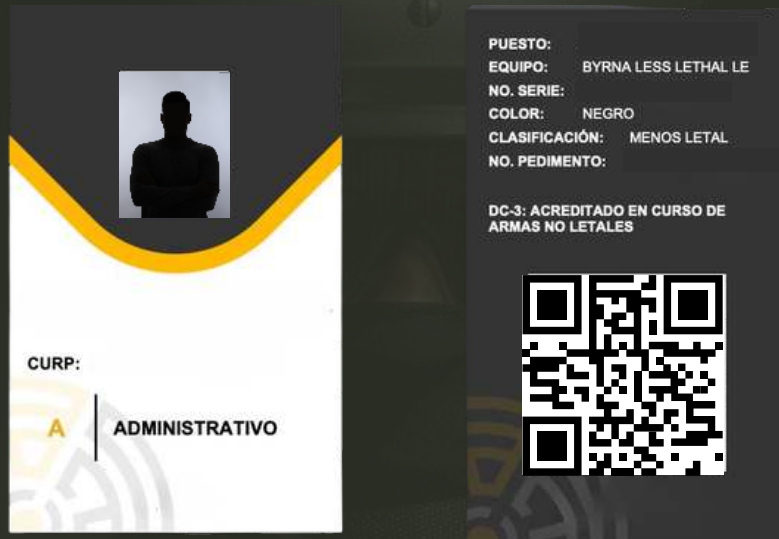 CURP:
A
ADMINISTRATIVO
PUESTO:
EQUIPO: BYRNA LESS LETHAL LE
NO. SERIE:
COLOR: NEGRO
CLASIFICACIÓN: MENOS LETAL
NO. PEDIMENTO:
DC-3: ACREDITADO EN CURSO DE
ARMAS NO LETALES